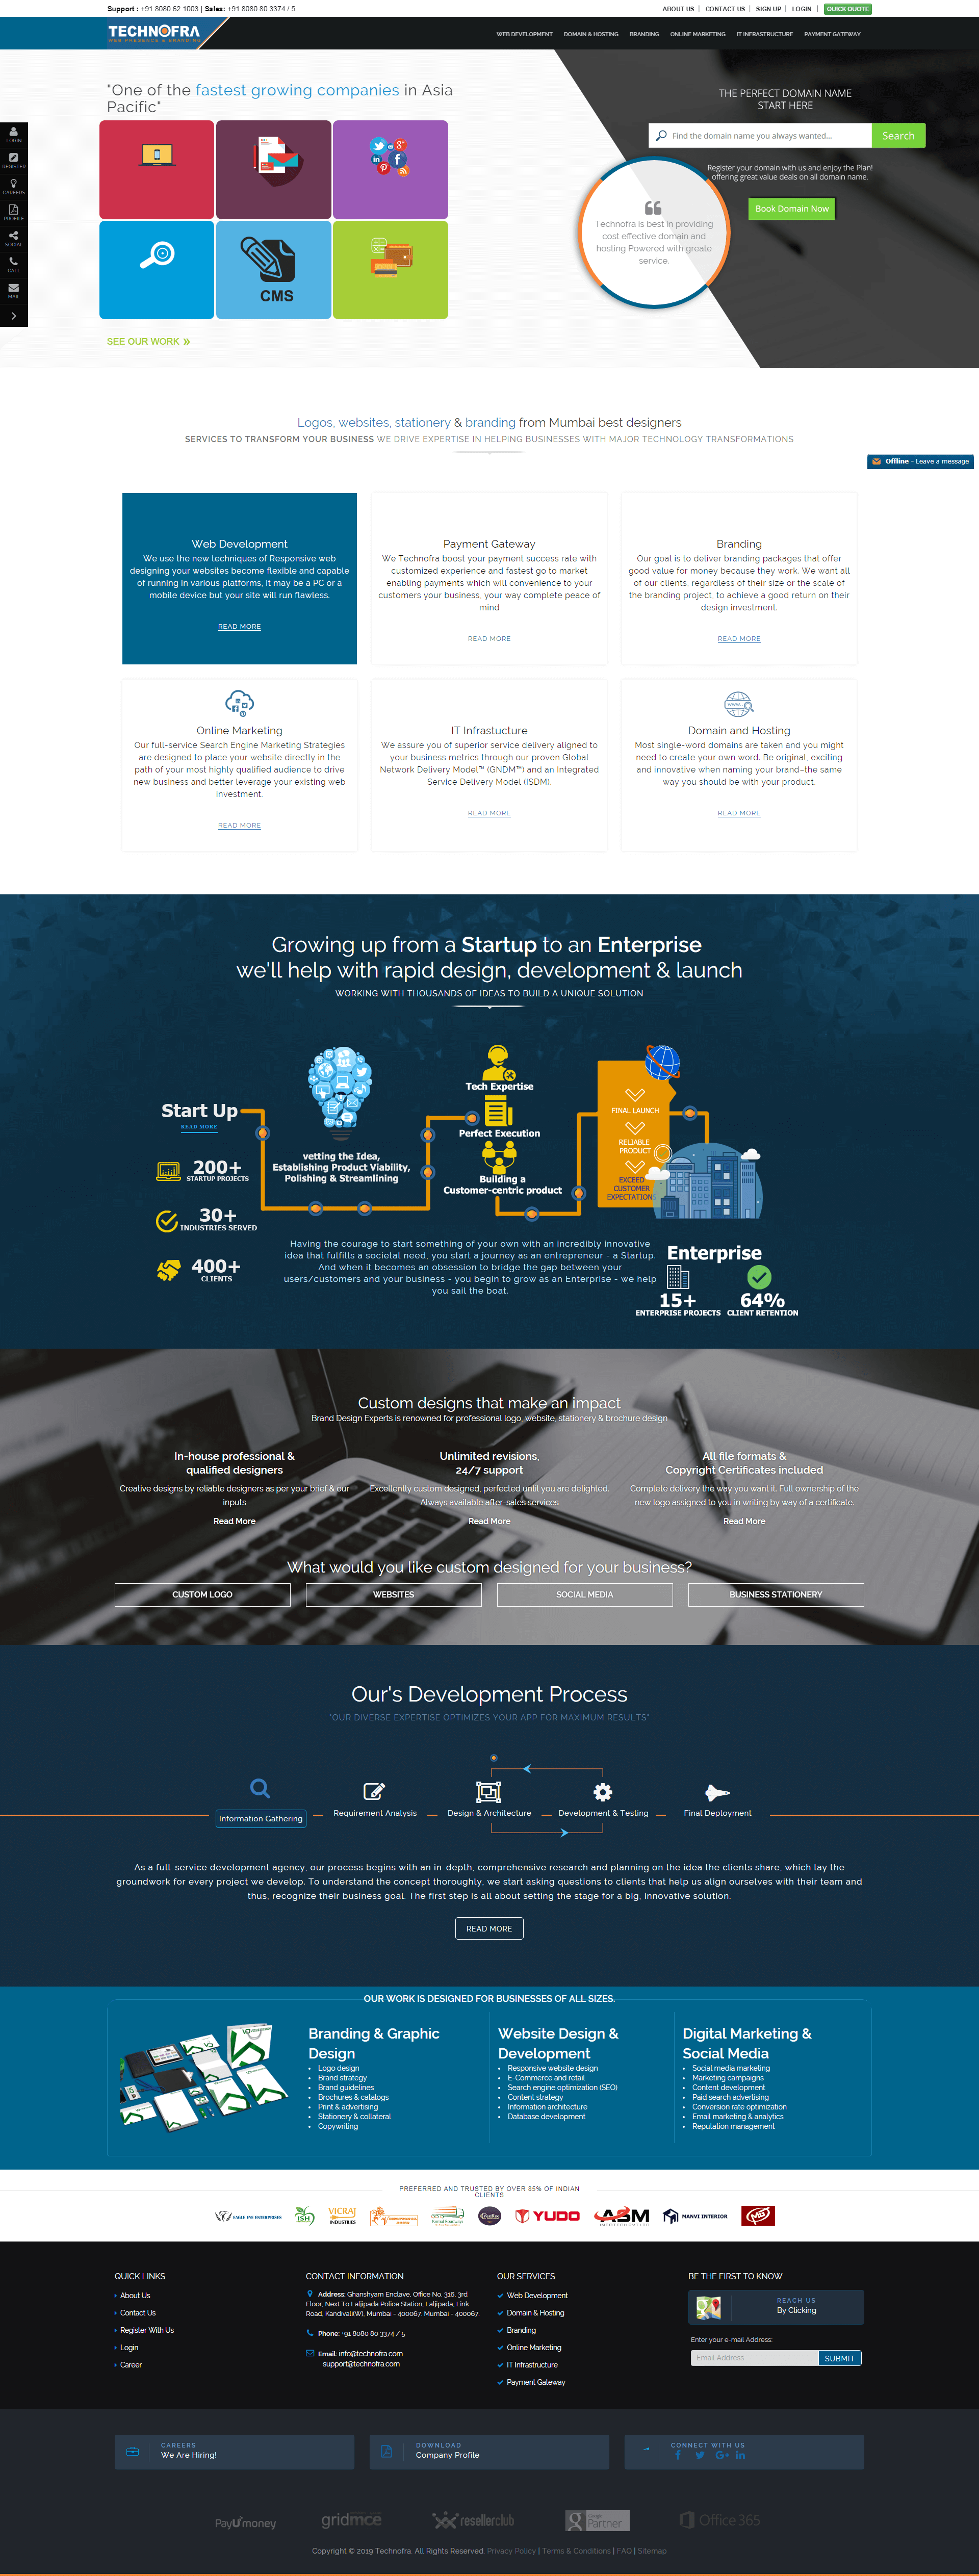 Support : +91 8080 62 1003 | Sales: +91 8080 80 3374 / 5
ABOUT US | CONTACT US | SIGN UP | LOGIN | QUICK QUOTE
TECHNOFRA
WEB PRESENCE & BRANDING
WEB DEVELOPMENT DOMAIN & HOSTING BRANDING ONLINE MARKETING IT INFRASTRUCTURE PAYMENT GATEWAY
"One of the fastest growing companies in Asia
Pacific"
LOGIN
REGISTER
CAREERS
PROFILE
SOCIAL
CALL
MAIL
CMS
SEE OUR WORK »
THE PERFECT DOMAIN NAME
START HERE
Find the domain name you always wanted...
Search
Register your domain with us and enjoy the Plan!
offering great value deals on all domain name.
Book Domain Now
Technofra is best in providing
cost effective domain and
hosting Powered with greate
service.
Logos, websites, stationery & branding from Mumbai best designers
SERVICES TO TRANSFORM YOUR BUSINESS WE DRIVE EXPERTISE IN HELPING BUSINESSES WITH MAJOR TECHNOLOGY TRANSFORMATIONS
Offline - Leave a message
Web Development
We use the new techniques of Responsive web
designing your websites become flexible and capable
of running in various platforms, it may be a PC or a
mobile device but your site will run flawless.
READ MORE
Payment Gateway
We Technofra boost your payment success rate with
customized experience and fastest go to market
enabling payments which will convenience to your
customers your business, your way complete peace of
mind
READ MORE
Branding
Our goal is to deliver branding packages that offer
good value for money because they work. We want all
of our clients, regardless of their size or the scale of
the branding project, to achieve a good return on their
design investment.
READ MORE
Online Marketing
Our full-service Search Engine Marketing Strategies
are designed to place your website directly in the
path of your most highly qualified audience to drive
new business and better leverage your existing web
investment.
READ MORE
IT Infrastucture
We assure you of superior service delivery aligned to
your business metrics through our proven Global
Network Delivery Model™ (GNDM™) and an Integrated
Service Delivery Model (ISDM).
READ MORE
WWW.
Domain and Hosting
Most single-word domains are taken and you might
need to create your own word. Be original, exciting
and innovative when naming your brand–the same
way you should be with your product.
READ MORE
Growing up from a Startup to an Enterprise
we'll help with rapid design, development & launch
WORKING WITH THOUSANDS OF IDEAS TO BUILD A UNIQUE SOLUTION
Start Up
READ MORE
200+
STARTUP PROJECTS
30+
INDUSTRIES SERVED
400+
CLIENTS
vetting the Idea,
Establishing Product Viability,
Polishing & Streamlining
Tech Expertise
Perfect Execution
Building a
Customer-centric product
FINAL LAUNCH
RELIABLE
PRODUCT
EXCEED
CUSTOMER
EXPECTATIONS
Having the courage to start something of your own with an incredibly innovative
idea that fulfills a societal need, you start a journey as an entrepreneur - a Startup.
And when it becomes an obsession to bridge the gap between your
users/customers and your business - you begin to grow as an Enterprise - we help
you sail the boat.
Enterprise
15+
ENTERPRISE PROJECTS
64%
CLIENT RETENTION
Custom designs that make an impact
Brand Design Experts is renowned for professional logo, website, stationery & brochure design
In-house professional &
qualified designers
Creative designs by reliable designers as per your brief & our
inputs
Read More
Unlimited revisions,
24/7 support
Excellently custom designed, perfected until you are delighted.
Always available after-sales services
Read More
All file formats &
Copyright Certificates included
Complete delivery the way you want it. Full ownership of the
new logo assigned to you in writing by way of a certificate.
Read More
What would you like custom designed for your business?
CUSTOM LOGO
WEBSITES
SOCIAL MEDIA
BUSINESS STATIONERY
Our's Development Process
"OUR DIVERSE EXPERTISE OPTIMIZES YOUR APP FOR MAXIMUM RESULTS"
Information Gathering
Requirement Analysis
Design & Architecture
Development & Testing
Final Deployment
As a full-service development agency, our process begins with an in-depth, comprehensive research and planning on the idea the clients share, which lay the
groundwork for every project we develop. To understand the concept thoroughly, we start asking questions to clients that help us align ourselves with their team and
thus, recognize their business goal. The first step is all about setting the stage for a big, innovative solution.
READ MORE
OUR WORK IS DESIGNED FOR BUSINESSES OF ALL SIZES.
Branding & Graphic
Design
• Logo design
• Brand strategy
• Brand guidelines
• Brochures & catalogs
• Print & advertising
• Stationery & collateral
• Copywriting
Website Design &
Development
• Responsive website design
• E-Commerce and retail
• Search engine optimization (SEO)
• Content strategy
• Information architecture
• Database development
Digital Marketing &
Social Media
• Social media marketing
• Marketing campaigns
• Content development
• Paid search advertising
• Conversion rate optimization
• Email marketing & analytics
• Reputation management
PREFERRED AND TRUSTED BY OVER 85% OF INDIAN
CLIENTS
EAGLE EYE ENTERPRISES
ISH
VICRAJ
INDUSTRIES
YUDO
ASM
INFOTECH PVT LTD
MANVI INTERIOR
QUICK LINKS
About Us
Contact Us
Register With Us
Login
Career
CONTACT INFORMATION
Address: Ghanshyam Enclave, Office No. 316, 3rd
Floor, Next To Laljipada Police Station, Laljipada, Link
Road, Kandivali(W), Mumbai - 400067. Mumbai - 400067.
Phone: +91 8080 80 3374 / 5
Email: info@technofra.com
support@technofra.com
OUR SERVICES
Web Development
Domain & Hosting
Branding
Online Marketing
IT Infrastructure
Payment Gateway
BE THE FIRST TO KNOW
REACH US
By Clicking
Enter your e-mail Address:
Email Address
SUBMIT
CAREERS
We Are Hiring!
DOWNLOAD
Company Profile
CONNECT WITH US
PayUmoney
gridmce
resellerclub
Google Partner
Office 365
Copyright © 2019 Technofra. All Rights Reserved. Privacy Policy | Terms & Conditions | FAQ | Sitemap